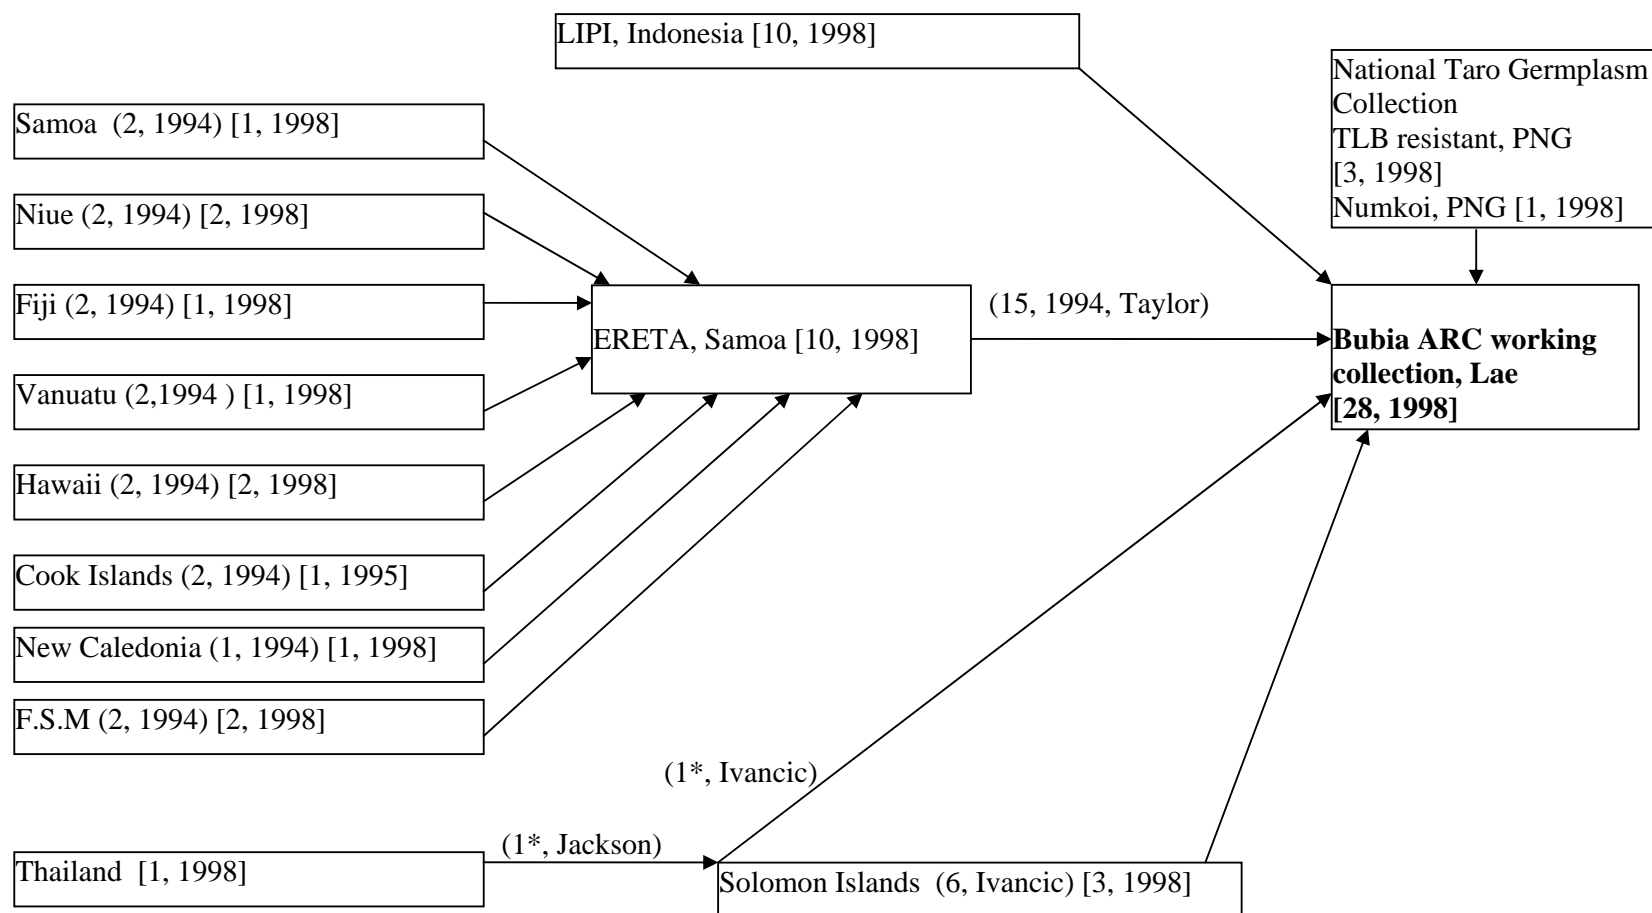 LIPI, Indonesia [10, 1998]
National Taro Germplasm
Collection
TLB resistant, PNG
[3, 1998]
Numkoi, PNG [1, 1998]
Samoa  (2, 1994) [1, 1998]
Niue (2, 1994) [2, 1998]
Fiji (2, 1994) [1, 1998]
Vanuatu (2,1994 ) [1, 1998]
Hawaii (2, 1994) [2, 1998]
Cook Islands (2, 1994) [1, 1995]
New Caledonia (1, 1994) [1, 1998]
F.S.M (2, 1994) [2, 1998]
ERETA, Samoa [10, 1998]
(15, 1994, Taylor)
Bubia ARC working
collection, Lae
[28, 1998]
(1*, Ivancic)
(1*, Jackson)
Thailand  [1, 1998]
Solomon Islands  (6, Ivancic) [3, 1998]